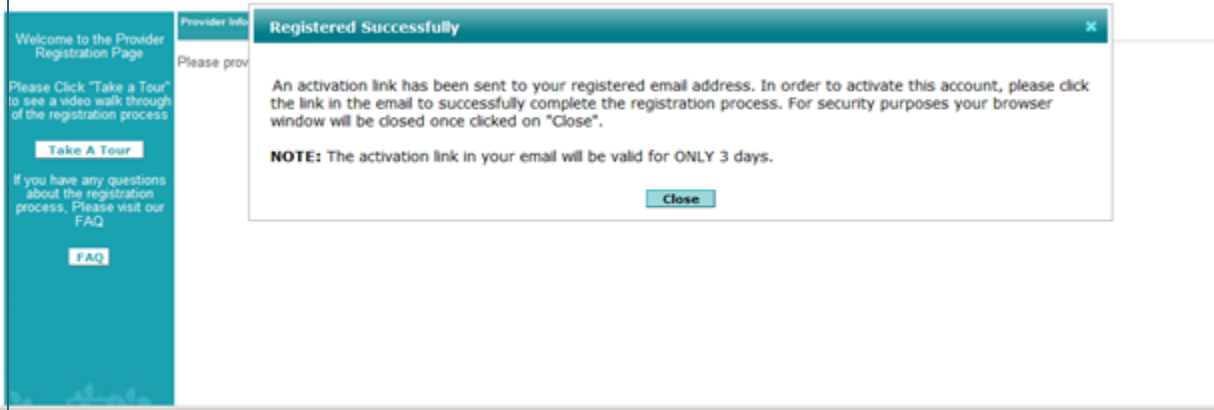 Welcome to the Provider
Registration Page
Please Click "Take a Tour"
to see a video walk through
of the registration process
Take A Tour
If you have any questions
about the registration
process, Please visit our
FAQ
FAQ
Provider Info
Please prov
Registered Successfully
An activation link has been sent to your registered email address. In order to activate this account, please click
the link in the email to successfully complete the registration process. For security purposes your browser
window will be closed once clicked on "Close".
NOTE: The activation link in your email will be valid for ONLY 3 days.
Close